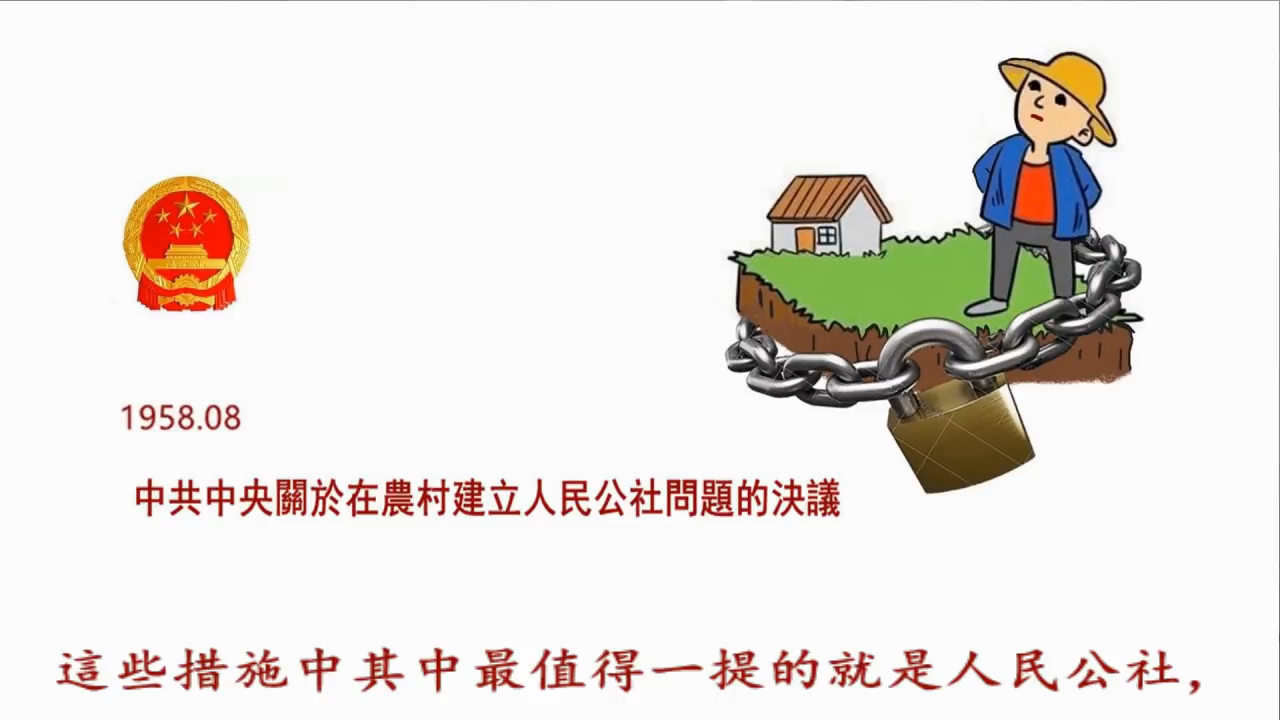 1958.08
中共中央關於在農村建立人民公社問題的決議
這些措施中其中最值得一提的就是人民公社，